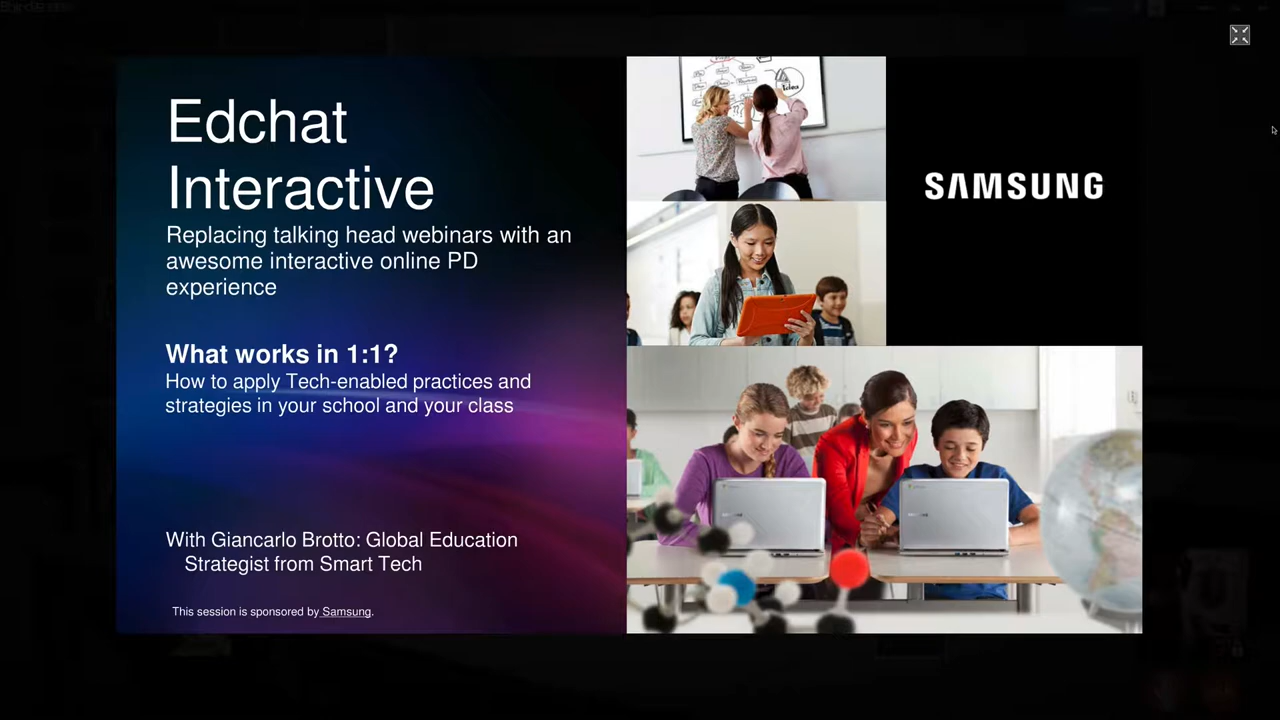 Edchat
Interactive
Replacing talking head webinars with an
awesome interactive online PD
experience
What works in 1:1?
How to apply Tech-enabled practices and
strategies in your school and your class
With Giancarlo Brotto: Global Education
Strategist from Smart Tech
This session is sponsored by Samsung.
Idea
SAMSUNG